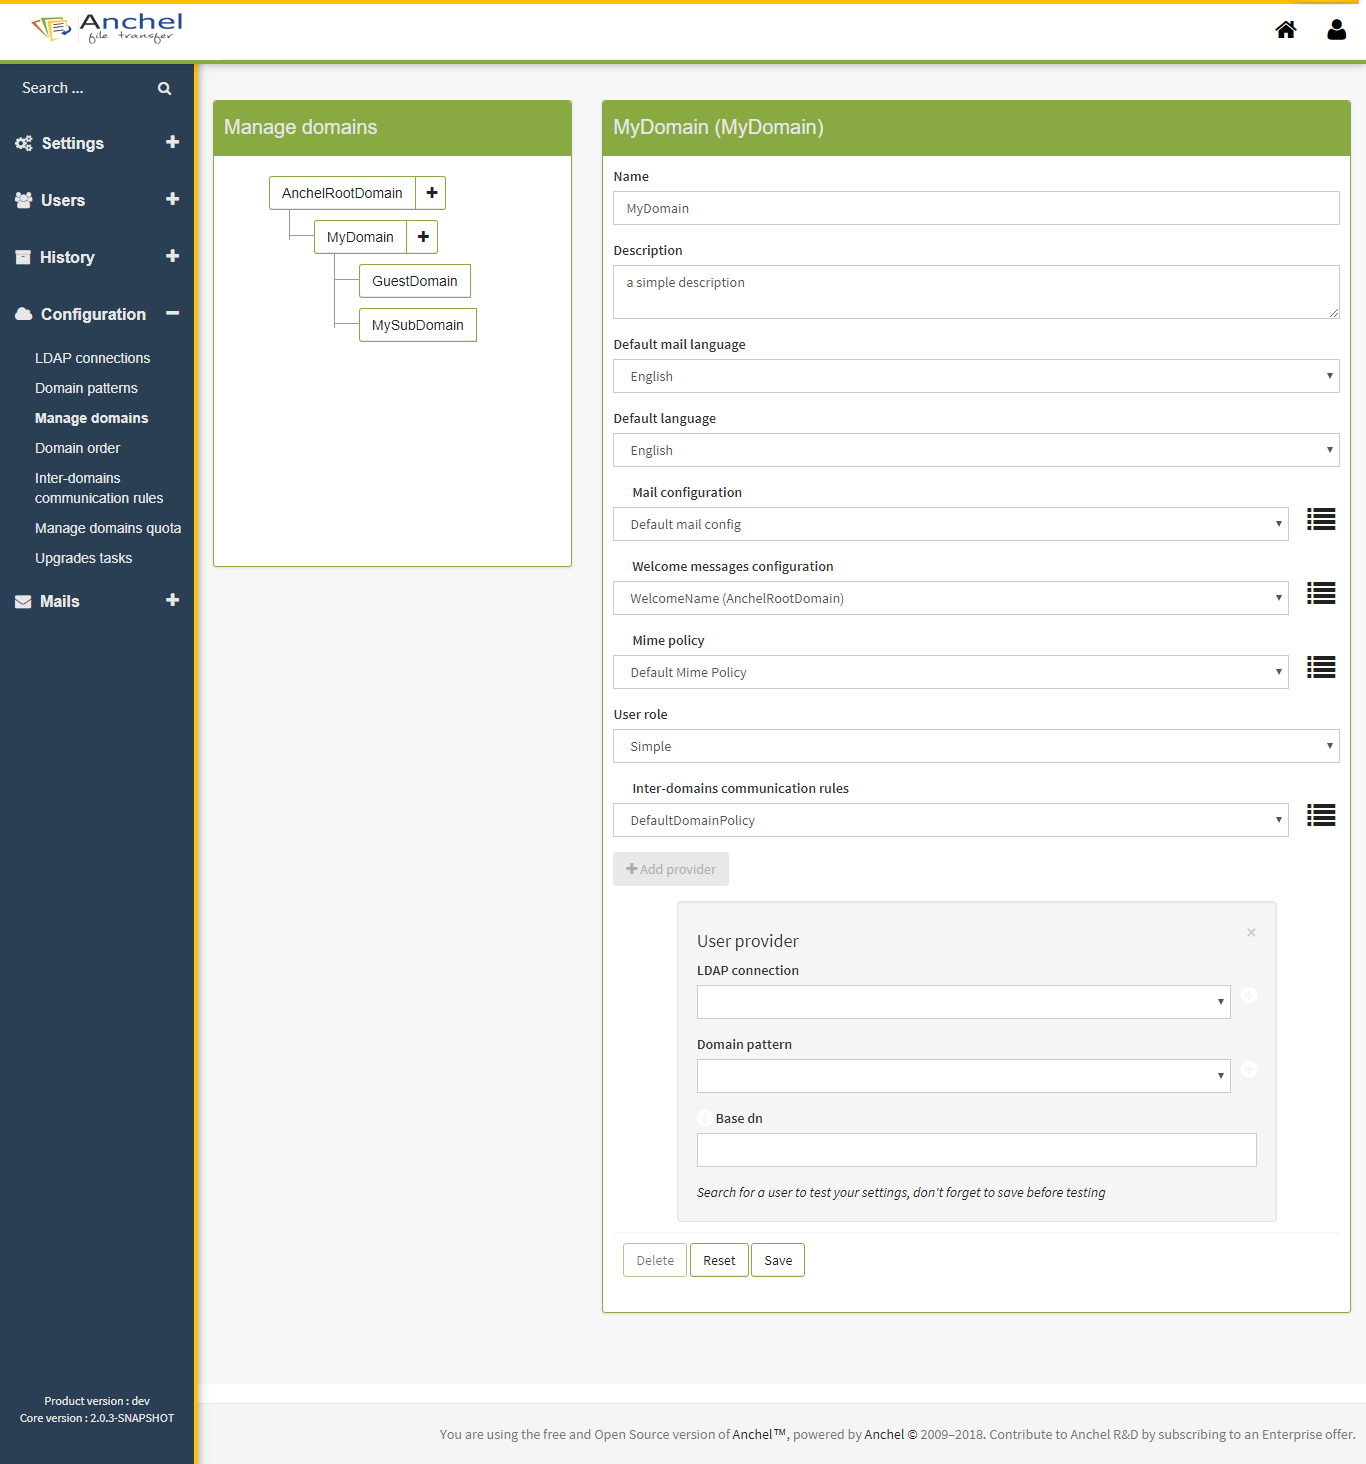 Anchel
file transfer
Search ...
Settings
Users
History
Configuration
LDAP connections
Domain patterns
Manage domains
Domain order
Inter-domains
communication rules
Manage domains quota
Upgrades tasks
Mails
Product version : dev
Core version : 2.0.3-SNAPSHOT
Manage domains
AnchelRootDomain
MyDomain
GuestDomain
MySubDomain
MyDomain (MyDomain)
Name
MyDomain
Description
a simple description
Default mail language
English
Default language
English
Mail configuration
Default mail config
Welcome messages configuration
WelcomeName (AnchelRootDomain)
Mime policy
Default Mime Policy
User role
Simple
Inter-domains communication rules
DefaultDomainPolicy
Add provider
User provider
×
LDAP connection
Domain pattern
Base dn
Search for a user to test your settings, don't forget to save before testing
Delete Reset Save
You are using the free and Open Source version of Anchel™, powered by Anchel © 2009–2018. Contribute to Anchel R&D by subscribing to an Enterprise offer.